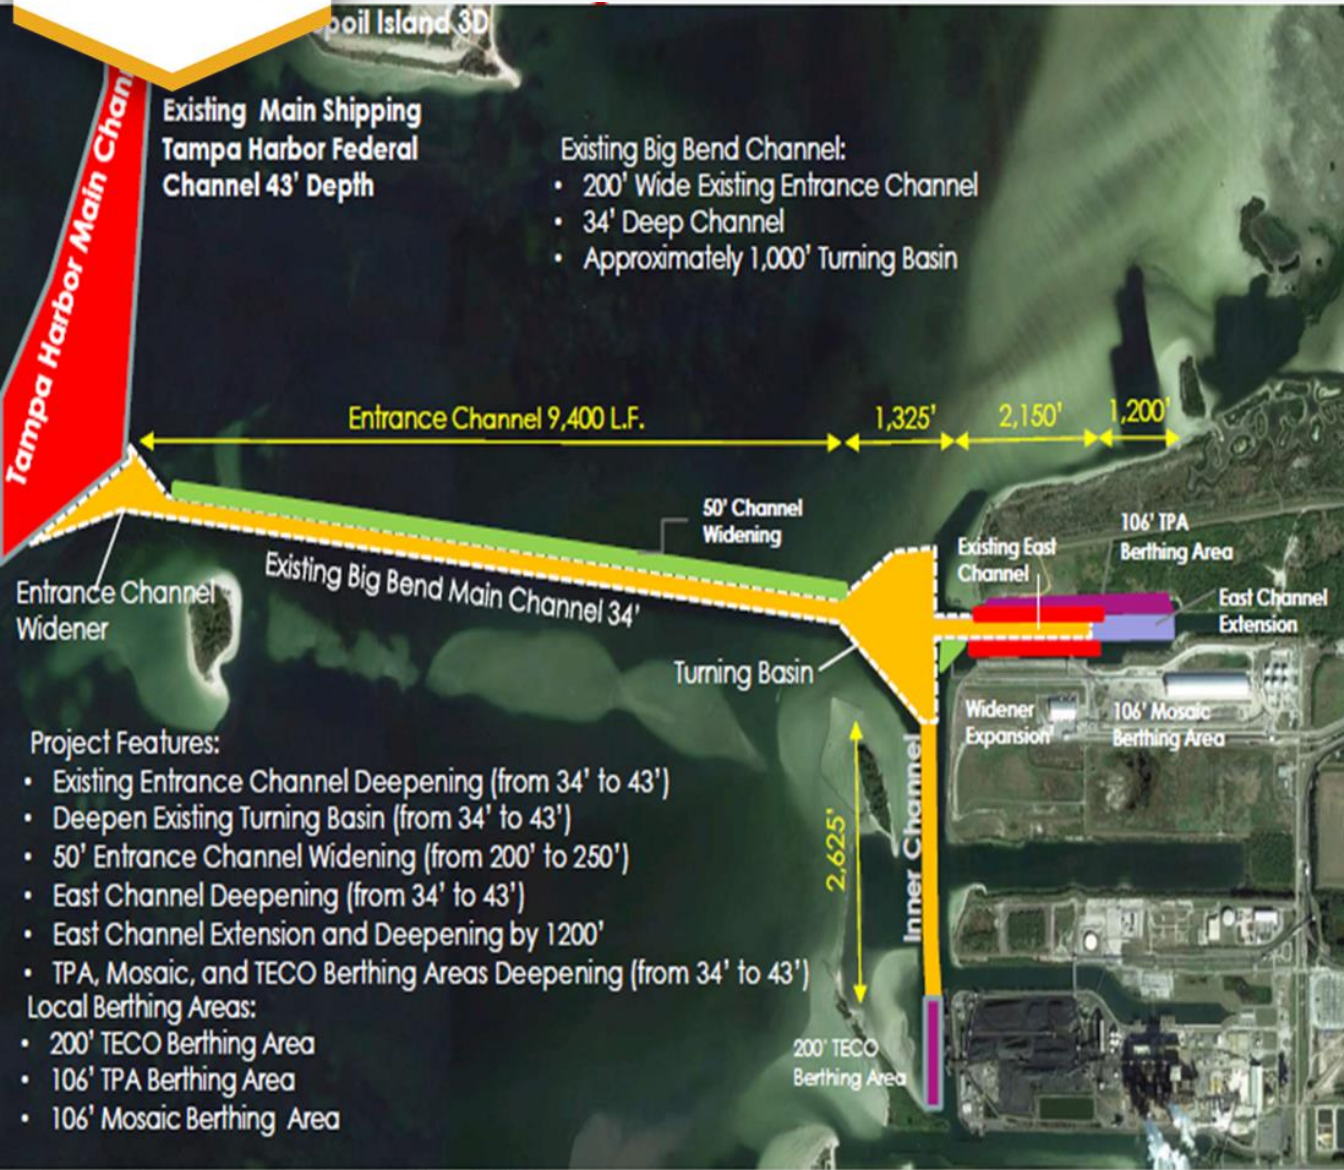 poil Island 3D
Tampa Harbor Main Chan
Existing Main Shipping
Tampa Harbor Federal
Channel 43' Depth
Existing Big Bend Channel:
• 200' Wide Existing Entrance Channel
• 34' Deep Channel
• Approximately 1,000' Turning Basin
Entrance Channel 9,400 L.F.
1,325'
2,150'
1,200'
50' Channel
Widening
106' TPA
Berthing Area
Existing East
Channel
Entrance Channel
Widener
Existing Big Bend Main Channel 34'
East Channel
Extension
Turning Basin
Widener
Expansion'
106' Mosaic
Berthing Area
Inner Channel
2,625'
Project Features:
• Existing Entrance Channel Deepening (from 34' to 43')
• Deepen Existing Turning Basin (from 34' to 43')
• 50' Entrance Channel Widening (from 200' to 250')
• East Channel Deepening (from 34' to 43')
• East Channel Extension and Deepening by 1200'
• TPA, Mosaic, and TECO Berthing Areas Deepening (from 34' to 43')
Local Berthing Areas:
• 200' TECO Berthing Area
• 106' TPA Berthing Area
• 106' Mosaic Berthing Area
200' TECO
Berthing Area